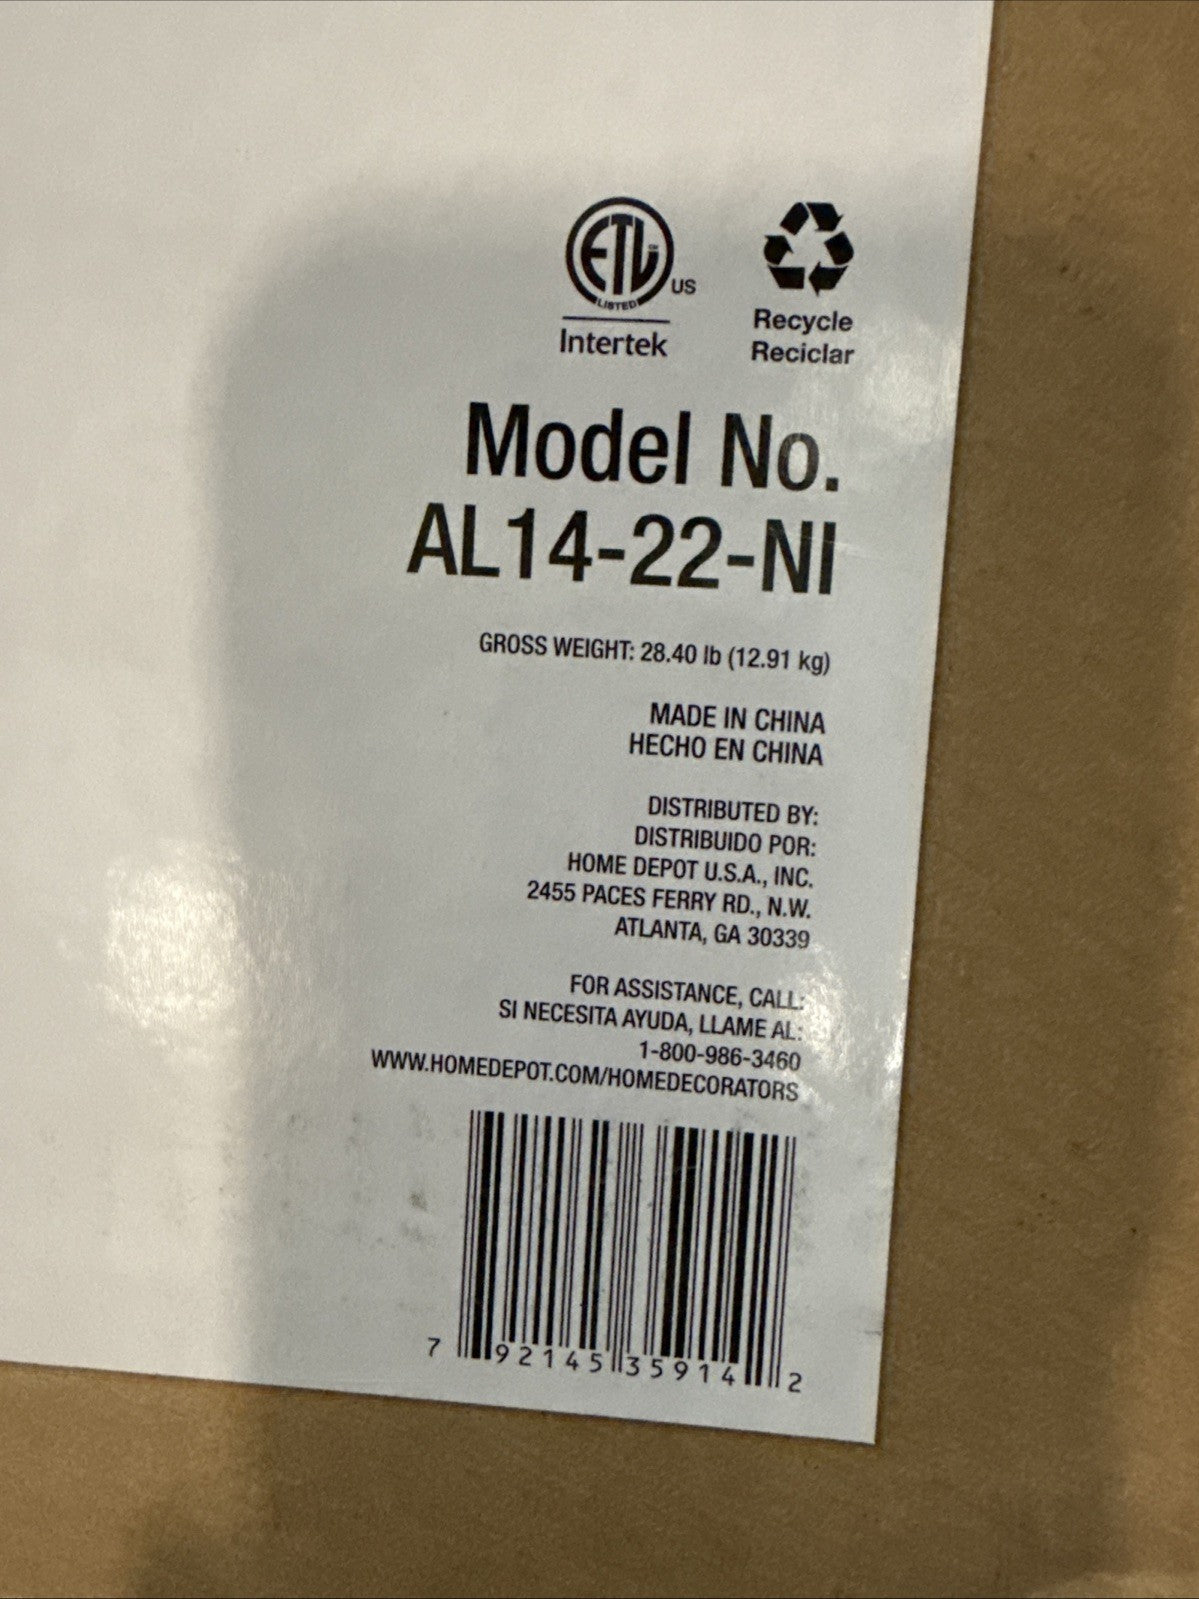 ETL
LISTED
US
Intertek
Recycle
Reciclar
Model No.
AL14-22-NI
GROSS WEIGHT: 28.40 lb (12.91 kg)
MADE IN CHINA
HECHO EN CHINA
DISTRIBUTED BY:
DISTRIBUIDO POR:
HOME DEPOT U.S.A., INC.
2455 PACES FERRY RD., N.W.
ATLANTA, GA 30339
FOR ASSISTANCE, CALL:
SI NECESITA AYUDA, LLAME AL:
1-800-986-3460
WWW.HOMEDEPOT.COM/HOMEDECORATORS
7 92145 35914 2